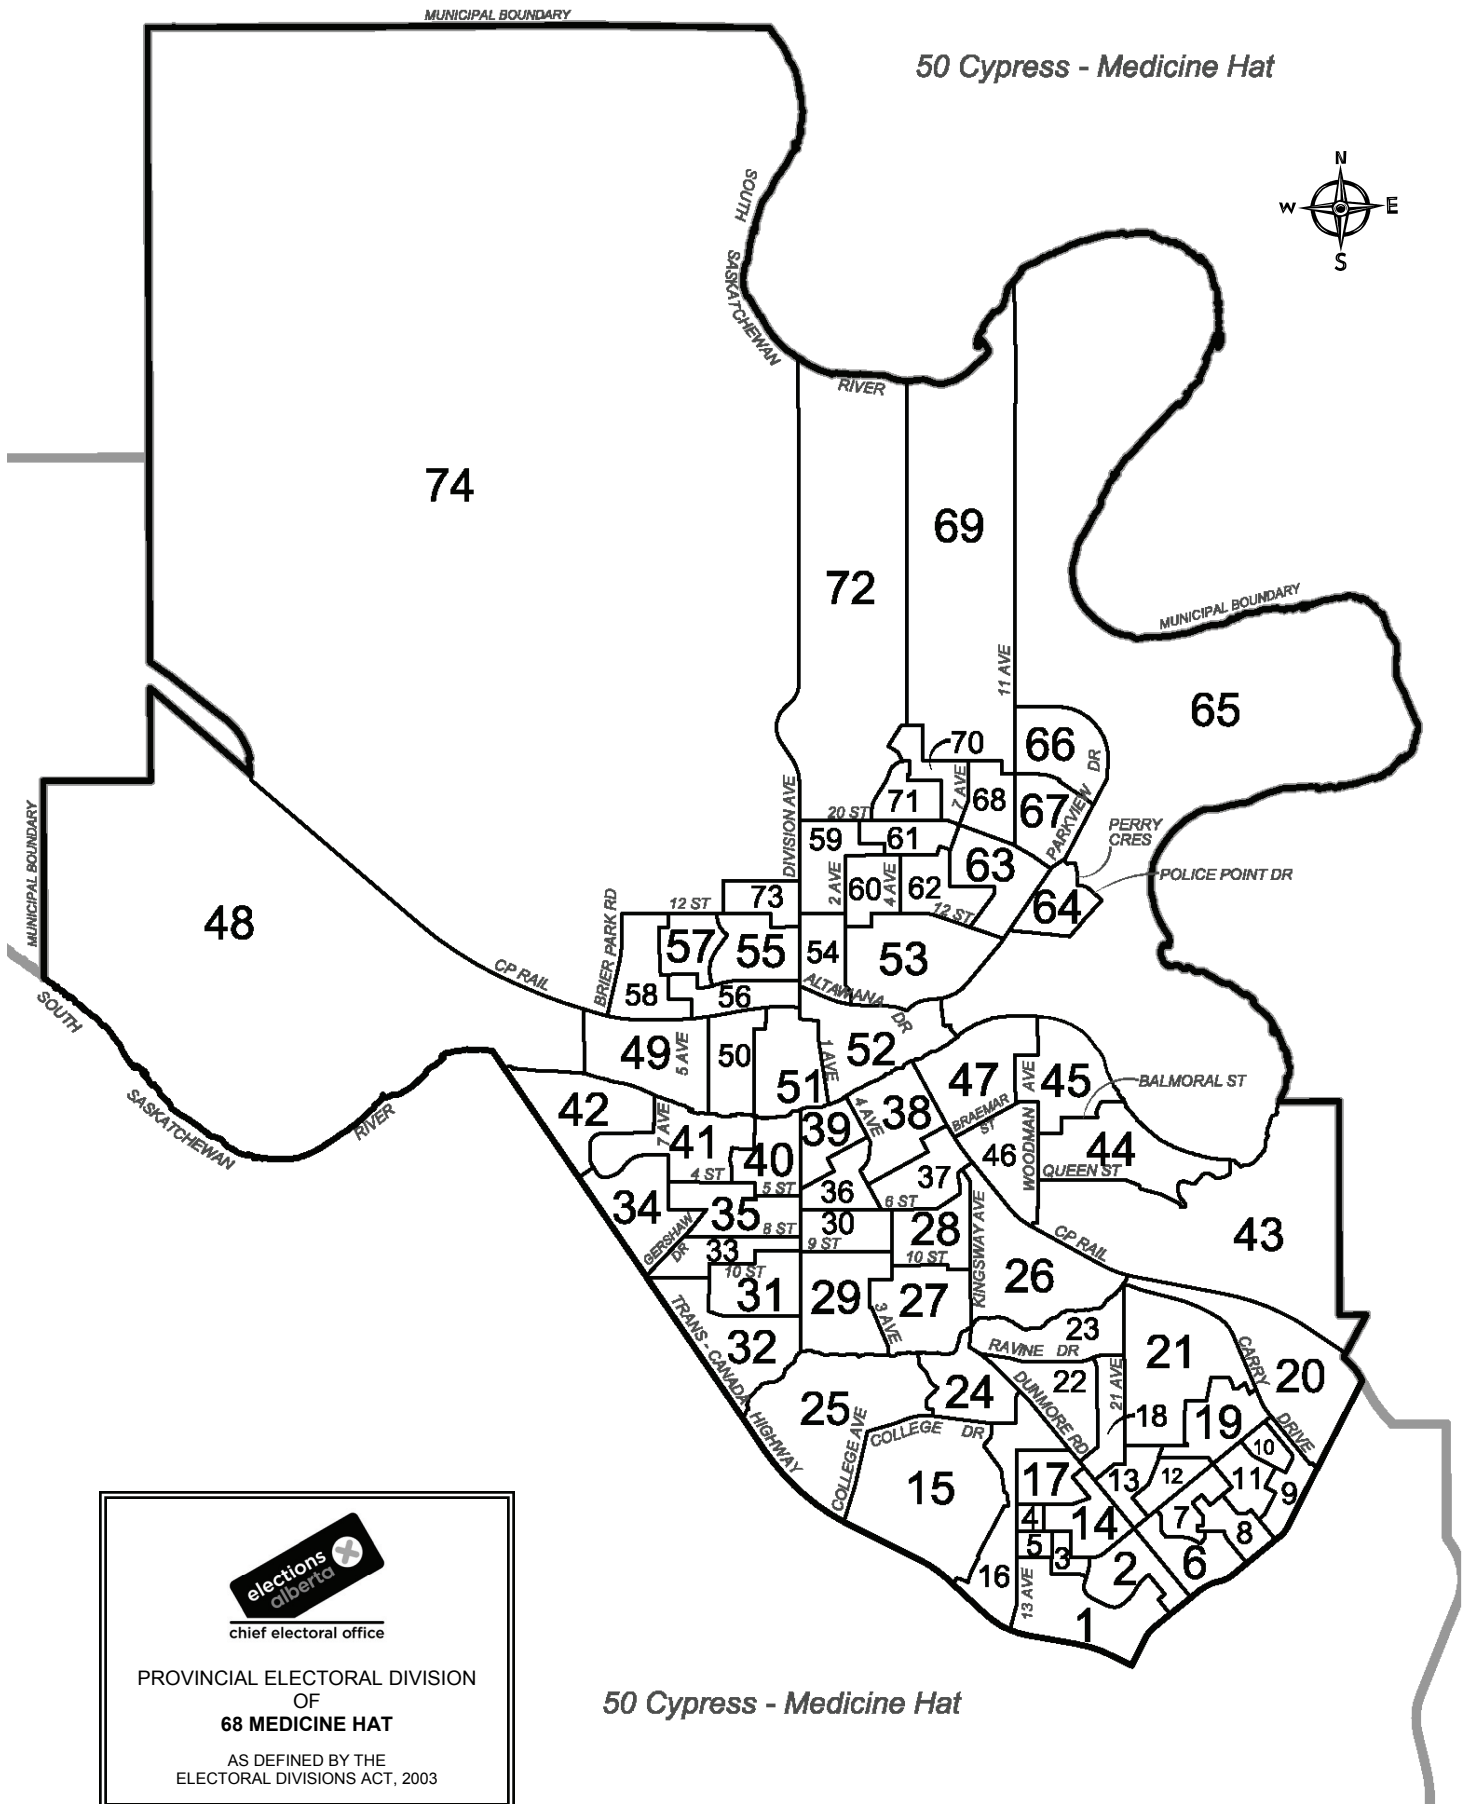 MUNICIPAL BOUNDARY
50 Cypress - Medicine Hat
N
W
E
S
SOUTH
SASKATCHEWAN
RIVER
74
69
72
MUNICIPAL BOUNDARY
11 AVE
65
66
70
DR
7 AVE
68
71
67
PARKVIEW
DIVISION AVE
20 ST
59
61
PERRY
CRES
MUNICIPAL BOUNDARY
63
POLICE POINT DR
2 AVE
60
4 AVE
62
73
12 ST
12 ST
64
48
BRIER PARK RD
57
55
54
53
CP RAIL
58
56
ALTAWANA
DR
SOUTH
SASKATCHEWAN
RIVER
49
5 AVE
50
51
1 AVE
52
47
AVE
45
BALMORAL ST
42
7 AVE
41
40
39
4 AVE
38
BRAEMAR
ST
46
WOODMAN
44
QUEEN ST
4 ST
5 ST
36
37
6 ST
34
35
GERSHAW
DR
8 ST
30
9 ST
28
KINGSWAY AVE
CP RAIL
43
33
10 ST
10 ST
26
31
29
3 AVE
27
TRANS - CANADA HIGHWAY
32
23
RAVINE DR
21
CARRY
DRIVE
20
22
21 AVE
DUNMORE RD
24
25
COLLEGE AVE
COLLEGE DR
18
19
10
15
17
13
12
11
9
4
14
7
8
5
3
2
6
16
13 AVE
1
elections
alberta
chief electoral office
PROVINCIAL ELECTORAL DIVISION
OF
68 MEDICINE HAT
AS DEFINED BY THE
ELECTORAL DIVISIONS ACT, 2003
50 Cypress - Medicine Hat